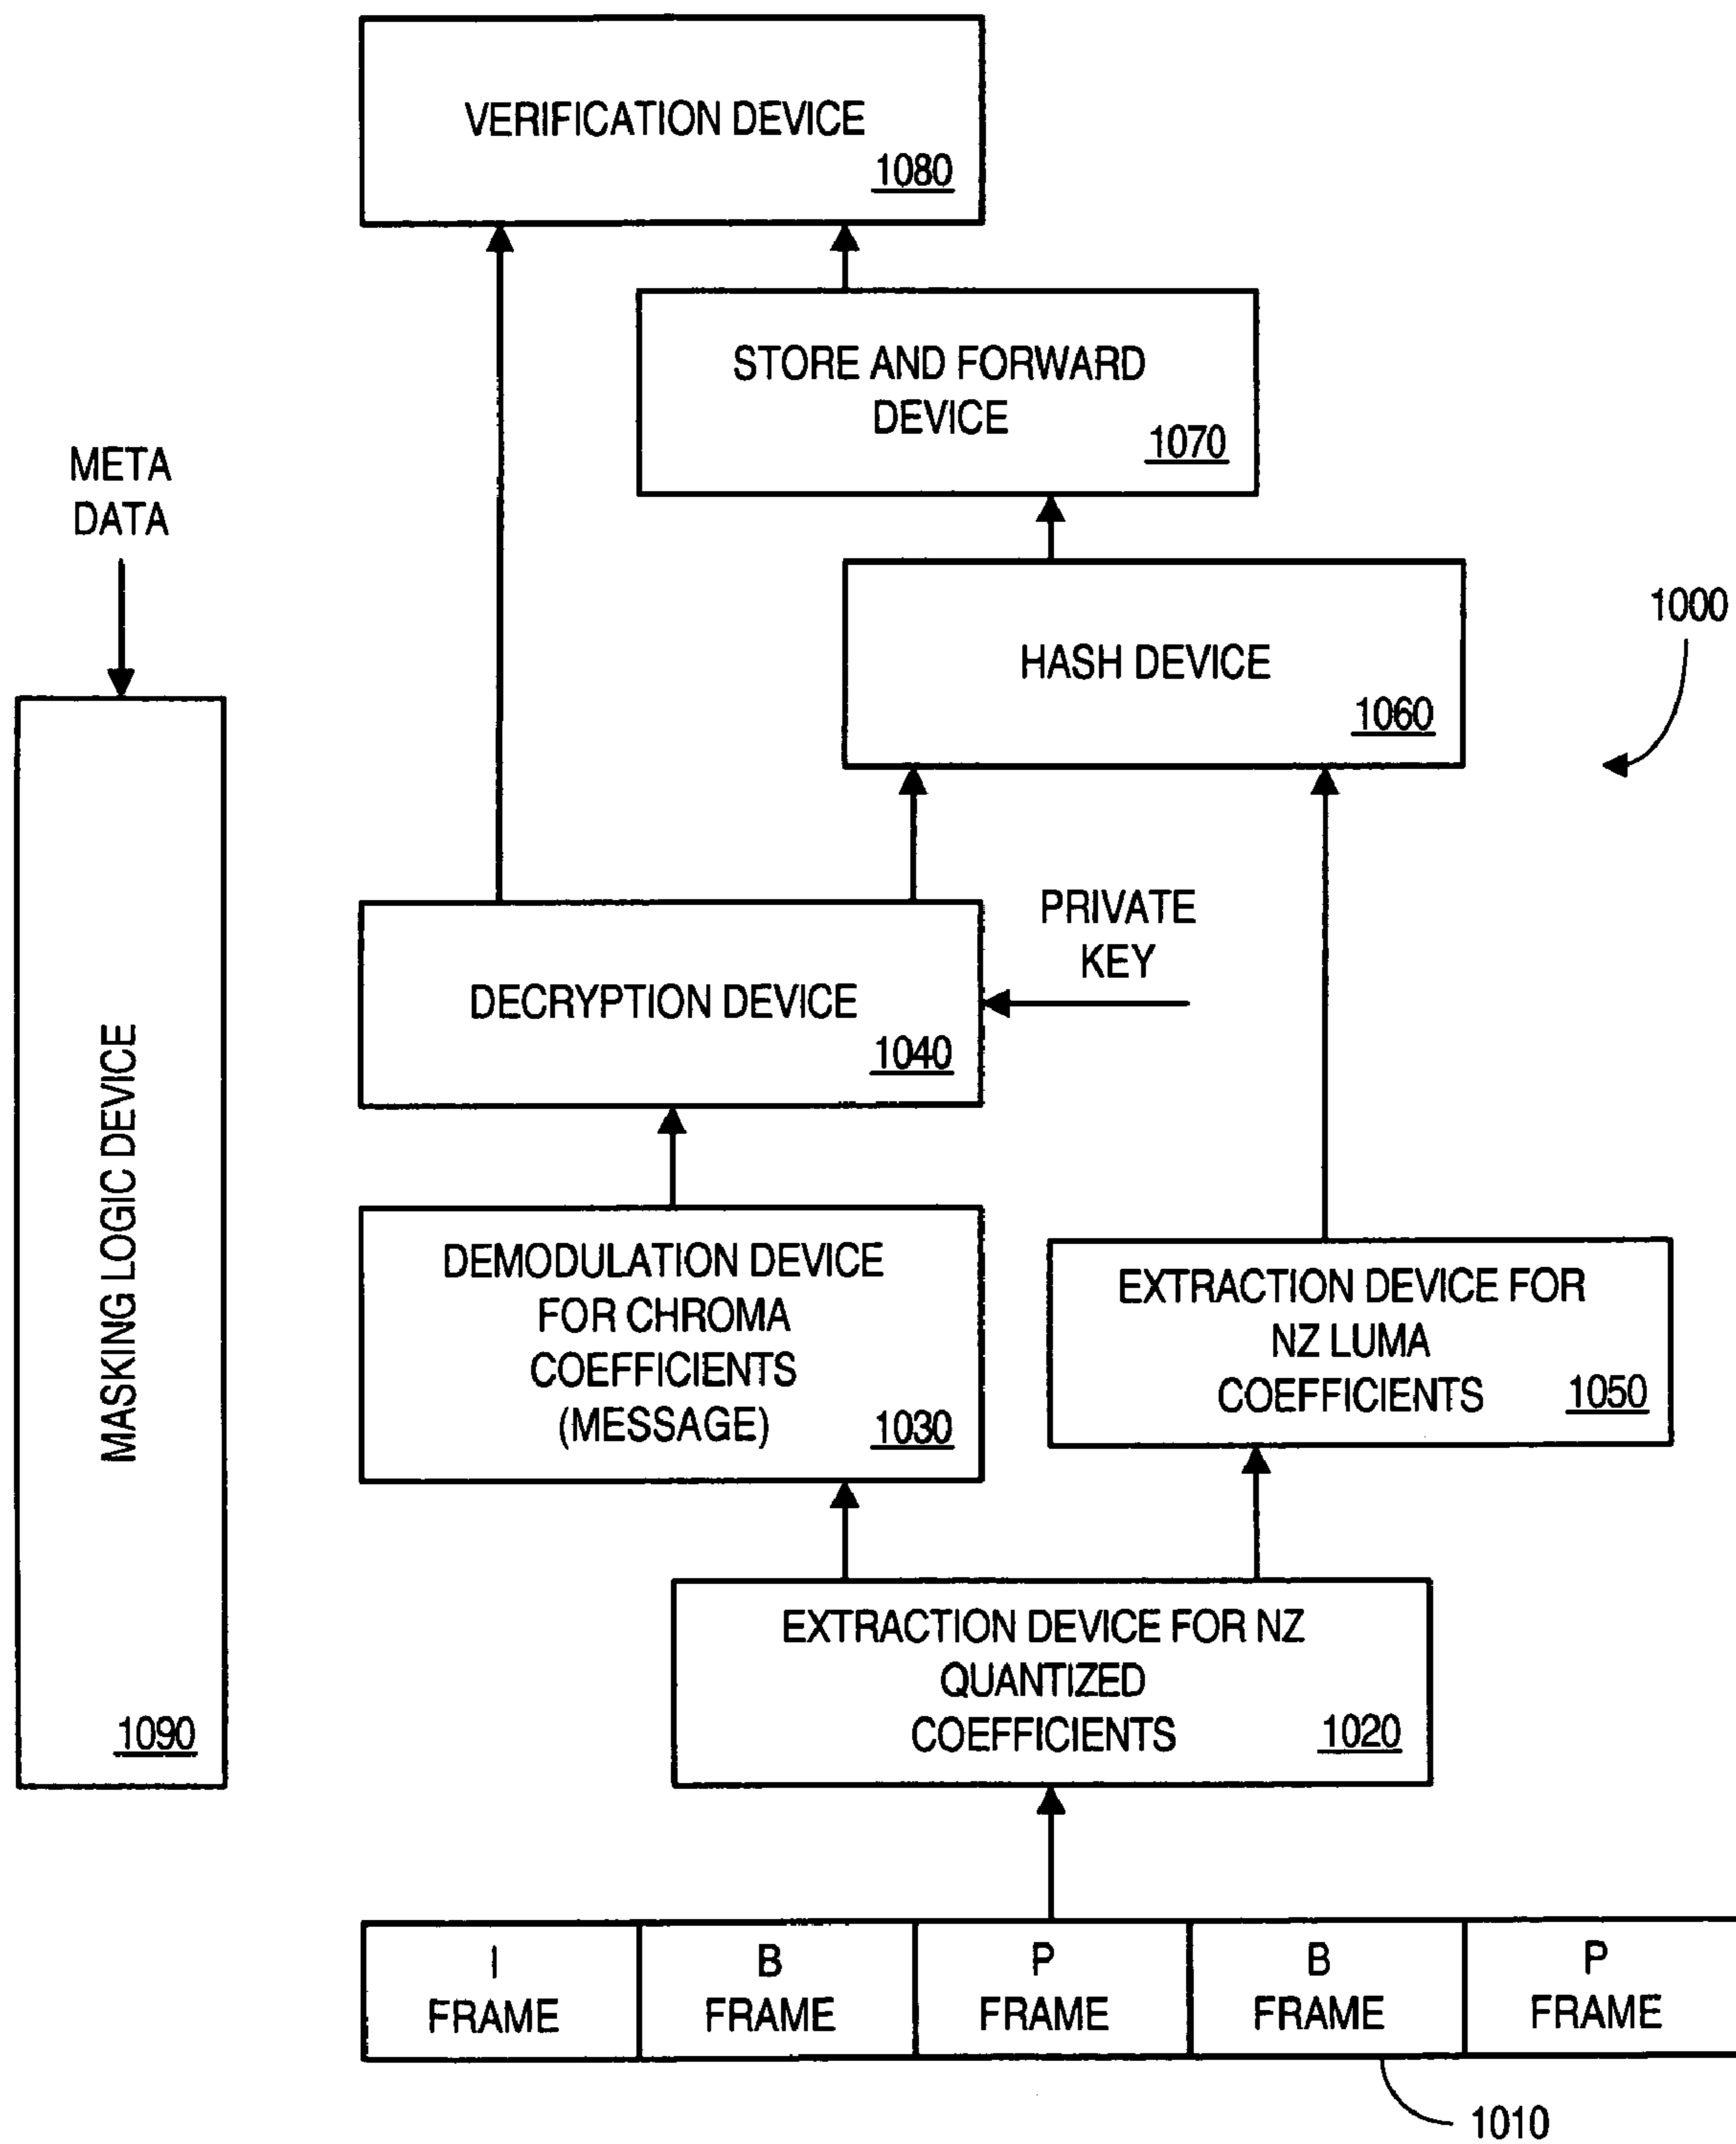 VERIFICATION DEVICE
1080
STORE AND FORWARD
DEVICE
1070
META
DATA
HASH DEVICE
1060
1000
PRIVATE
KEY
DECRYPTION DEVICE
1040
MASKING LOGIC DEVICE
1090
DEMODULATION DEVICE
FOR CHROMA
COEFFICIENTS
(MESSAGE)
1030
EXTRACTION DEVICE FOR
NZ LUMA
COEFFICIENTS
1050
EXTRACTION DEVICE FOR NZ
QUANTIZED
COEFFICIENTS
1020
I
FRAME
B
FRAME
P
FRAME
B
FRAME
P
FRAME
1010